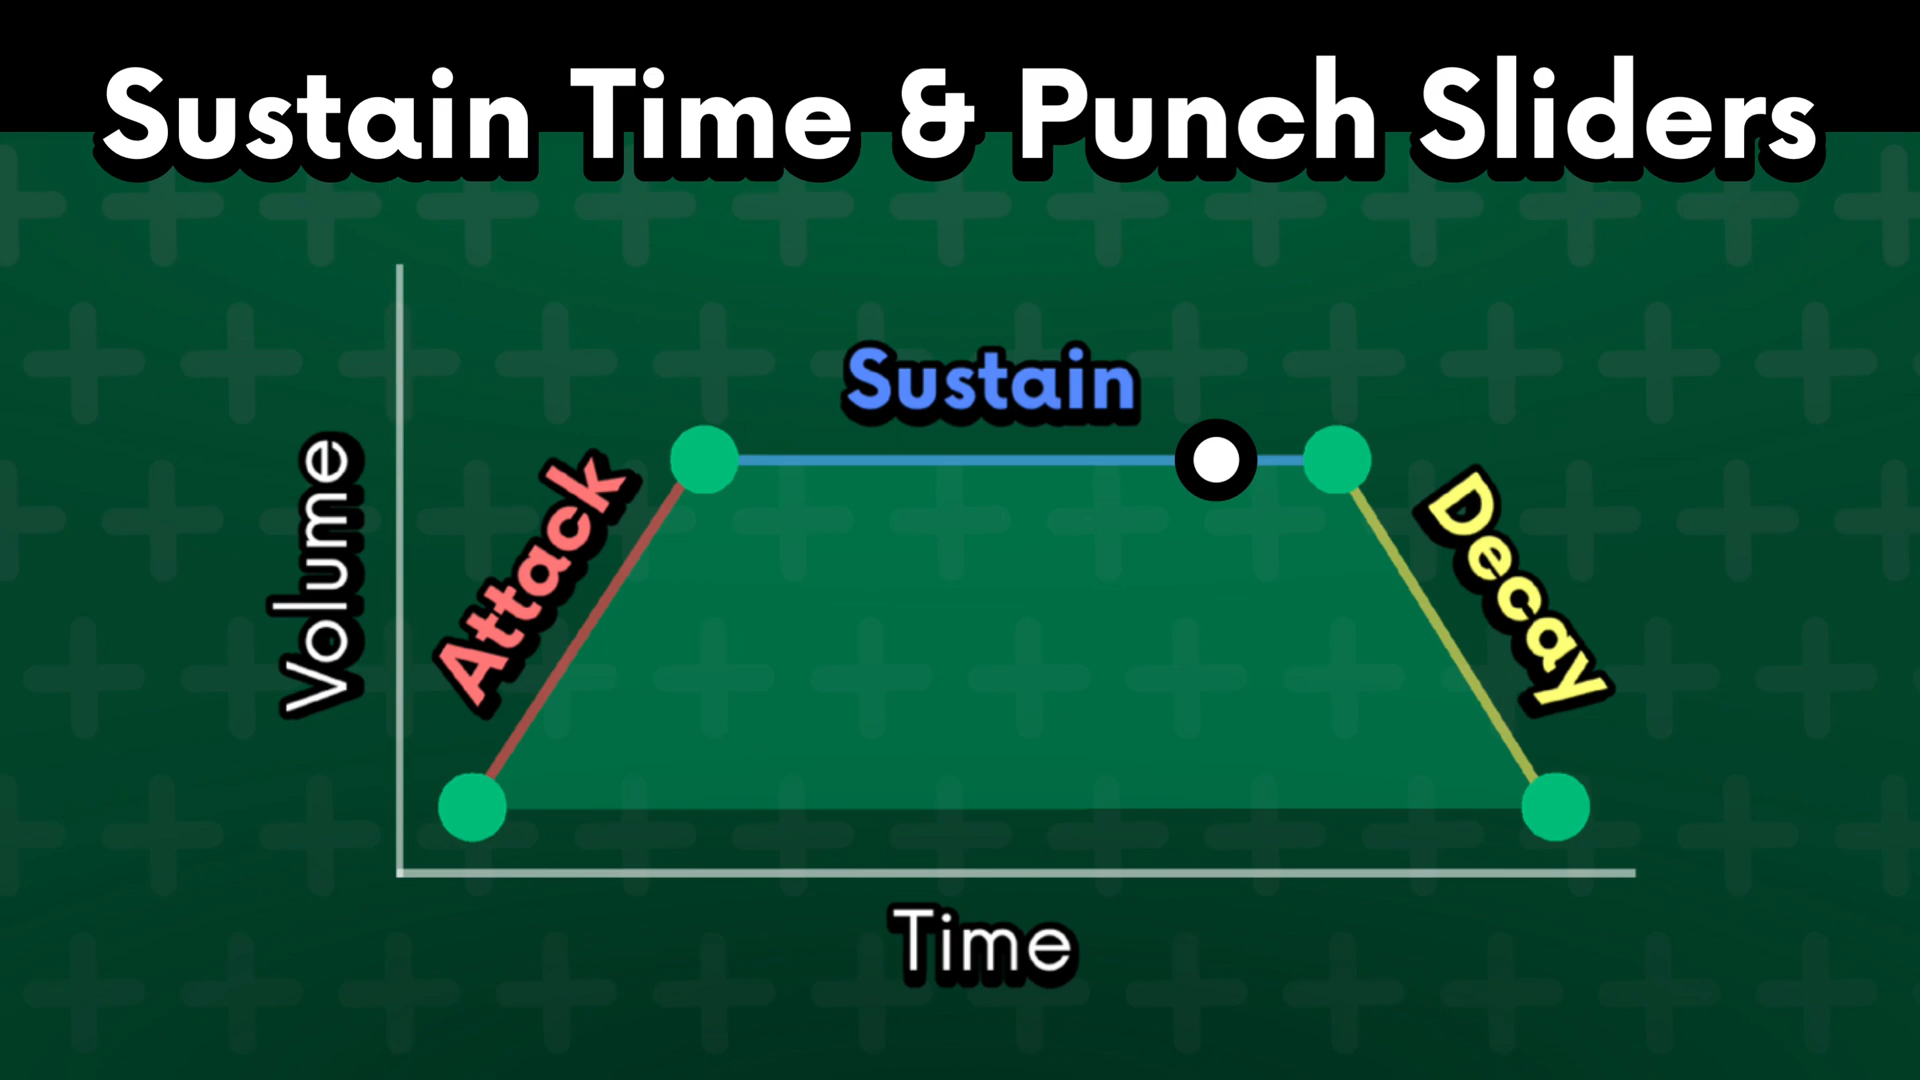 Sustain Time & Punch Sliders
Sustain
Attack
Decay
Volume
Time